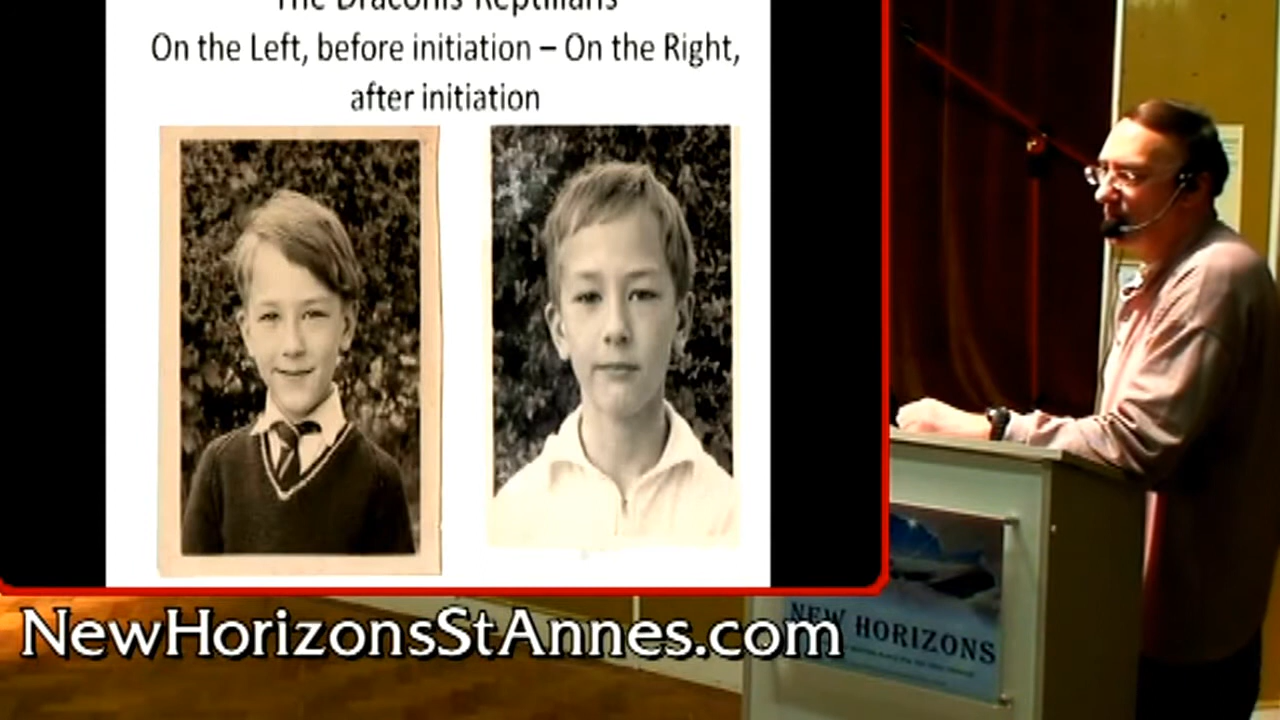 The Draconis Reptilians
On the Left, before initiation – On the Right,
after initiation
NewHorizonsStAnnes.com
NEW HORIZONS